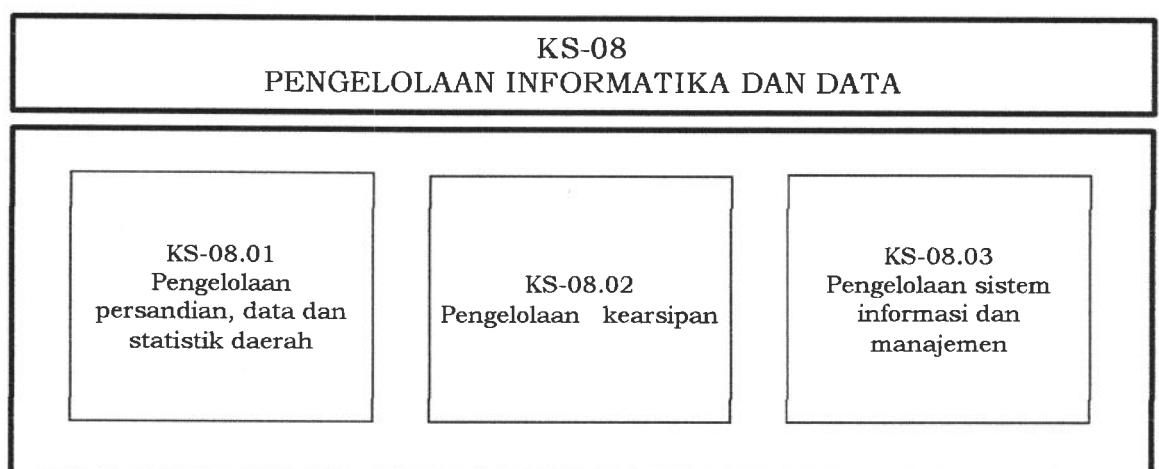 KS-08
PENGELOLAAN INFORMATIKA DAN DATA
KS-08.01
Pengelolaan
persandian, data dan
statistik daerah
KS-08.02
Pengelolaan kearsipan
KS-08.03
Pengelolaan sistem
informasi dan
manajemen